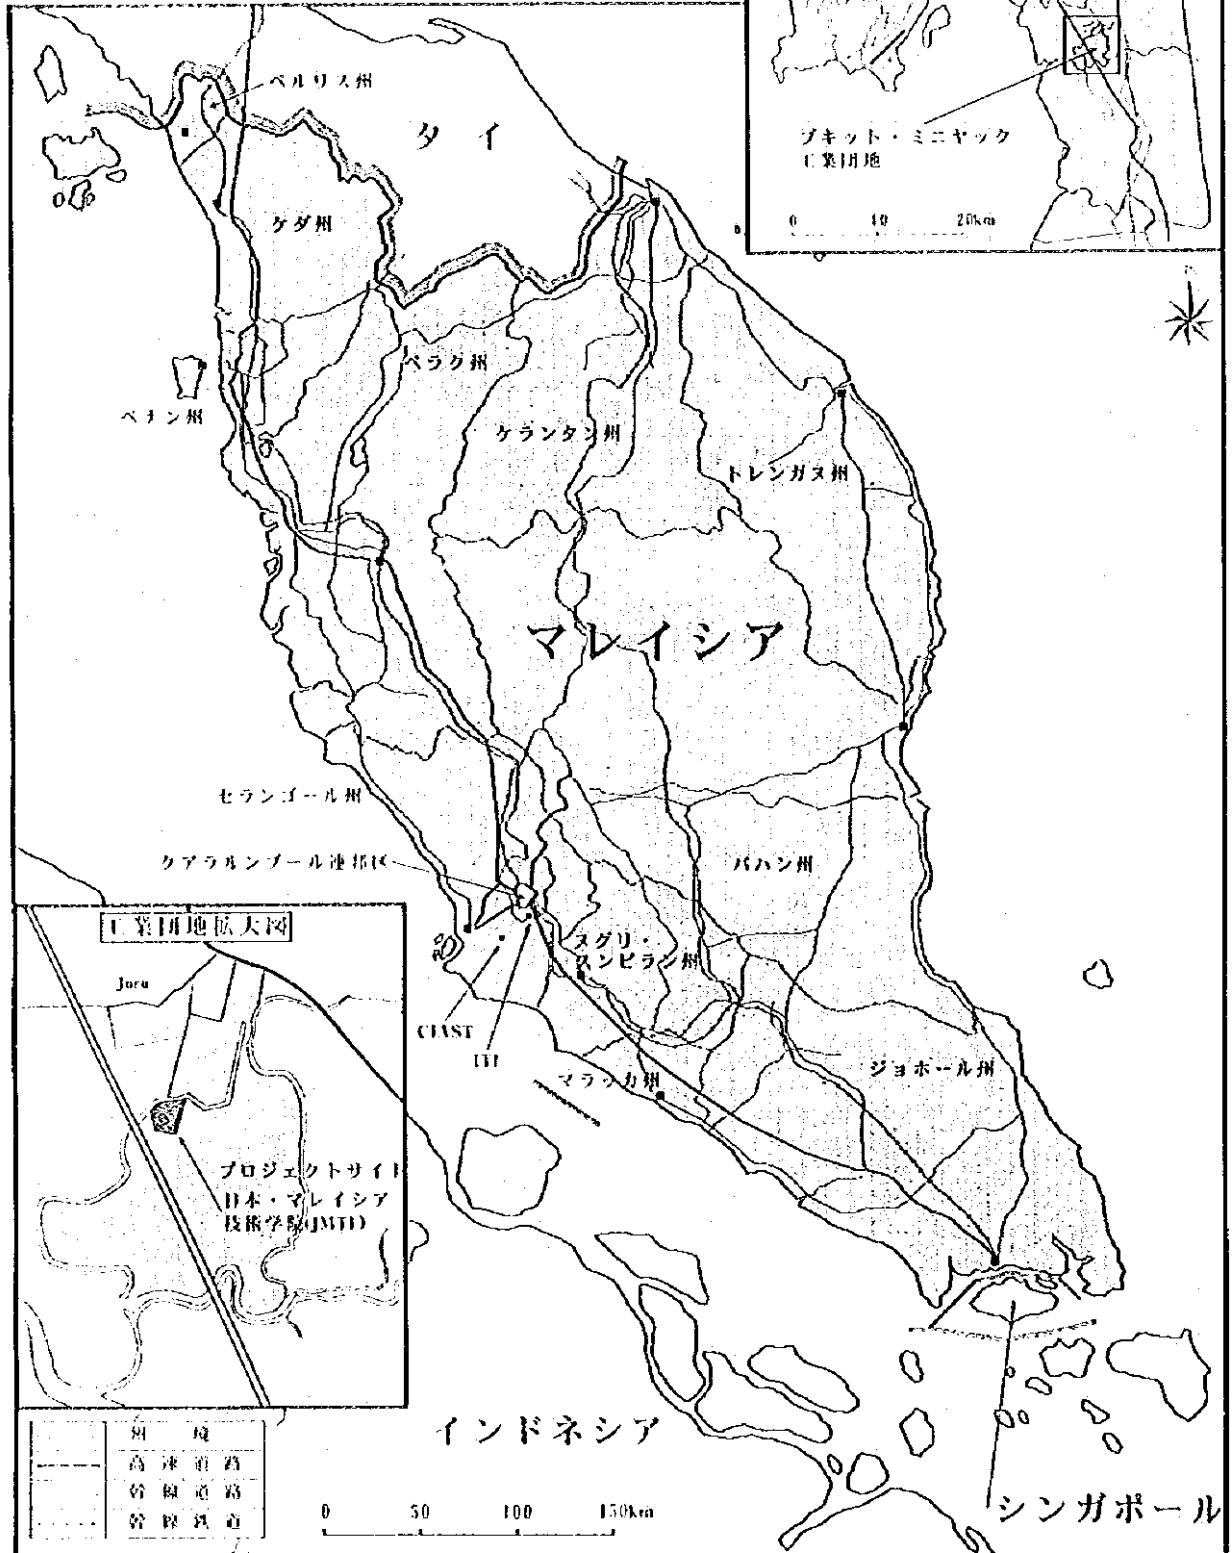 ペルリス州
タイ
ブキット・ミニヤック
工業団地
0 10 20km
ケダ州
ペラク州
ペナン州
ケランタン州
トレンガヌ州
マレイシア
セランゴール州
クアラルンプール連邦区
パハン州
工業団地拡大図
Juru
ヌグリ・
スンビラン州
CIAST
ITI
マラッカ州
ジョホール州
プロジェクトサイト
日本・マレイシア
技術学院(JMTI)
インドネシア
州境
高速道路
幹線道路
幹線鉄道
0 50 100 150km
シンガポール